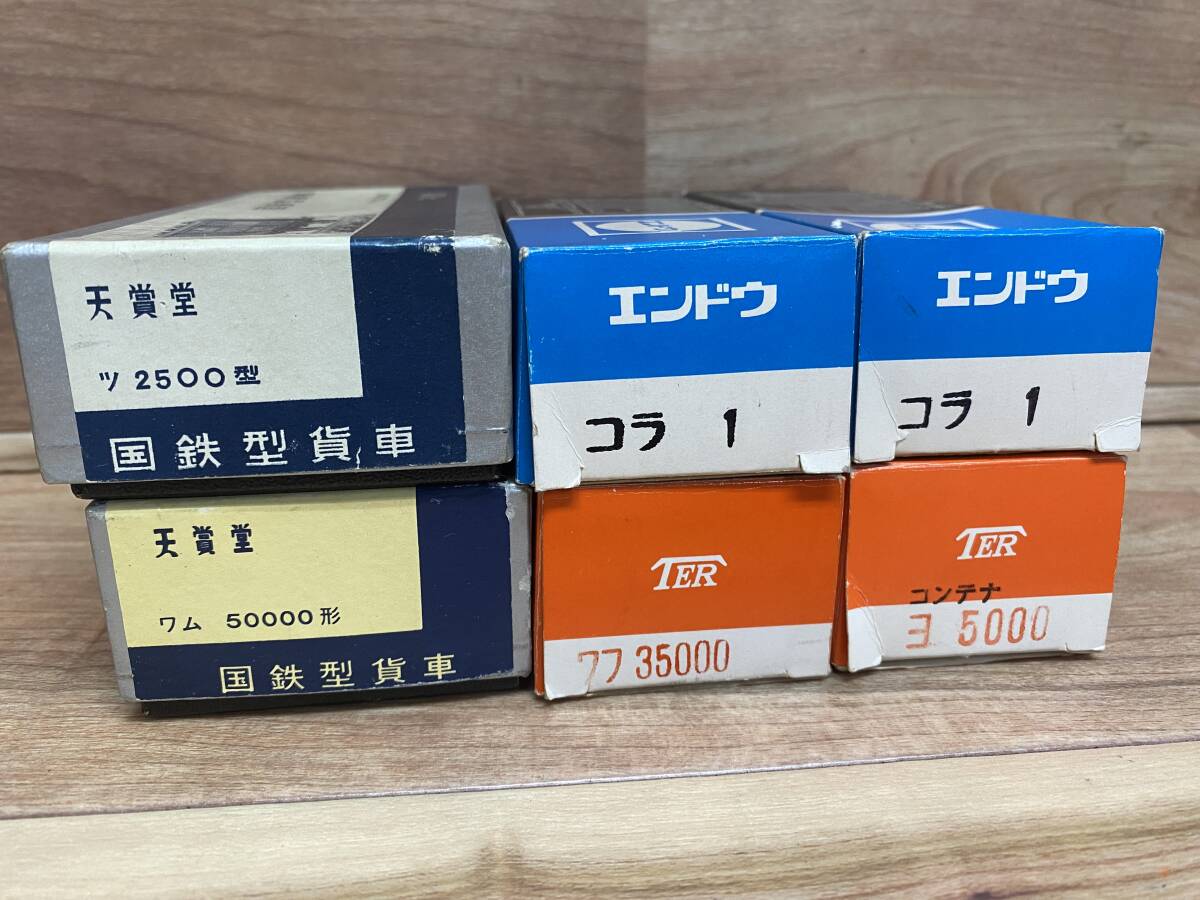 天賞堂
ツ 2500型
国鉄型貨車
エンドウ
コラ 1
エンドウ
コラ 1
天賞堂
ワム 50000形
国鉄型貨車
TER
ワフ 35000
TER
コンテナ
ヨ 5000